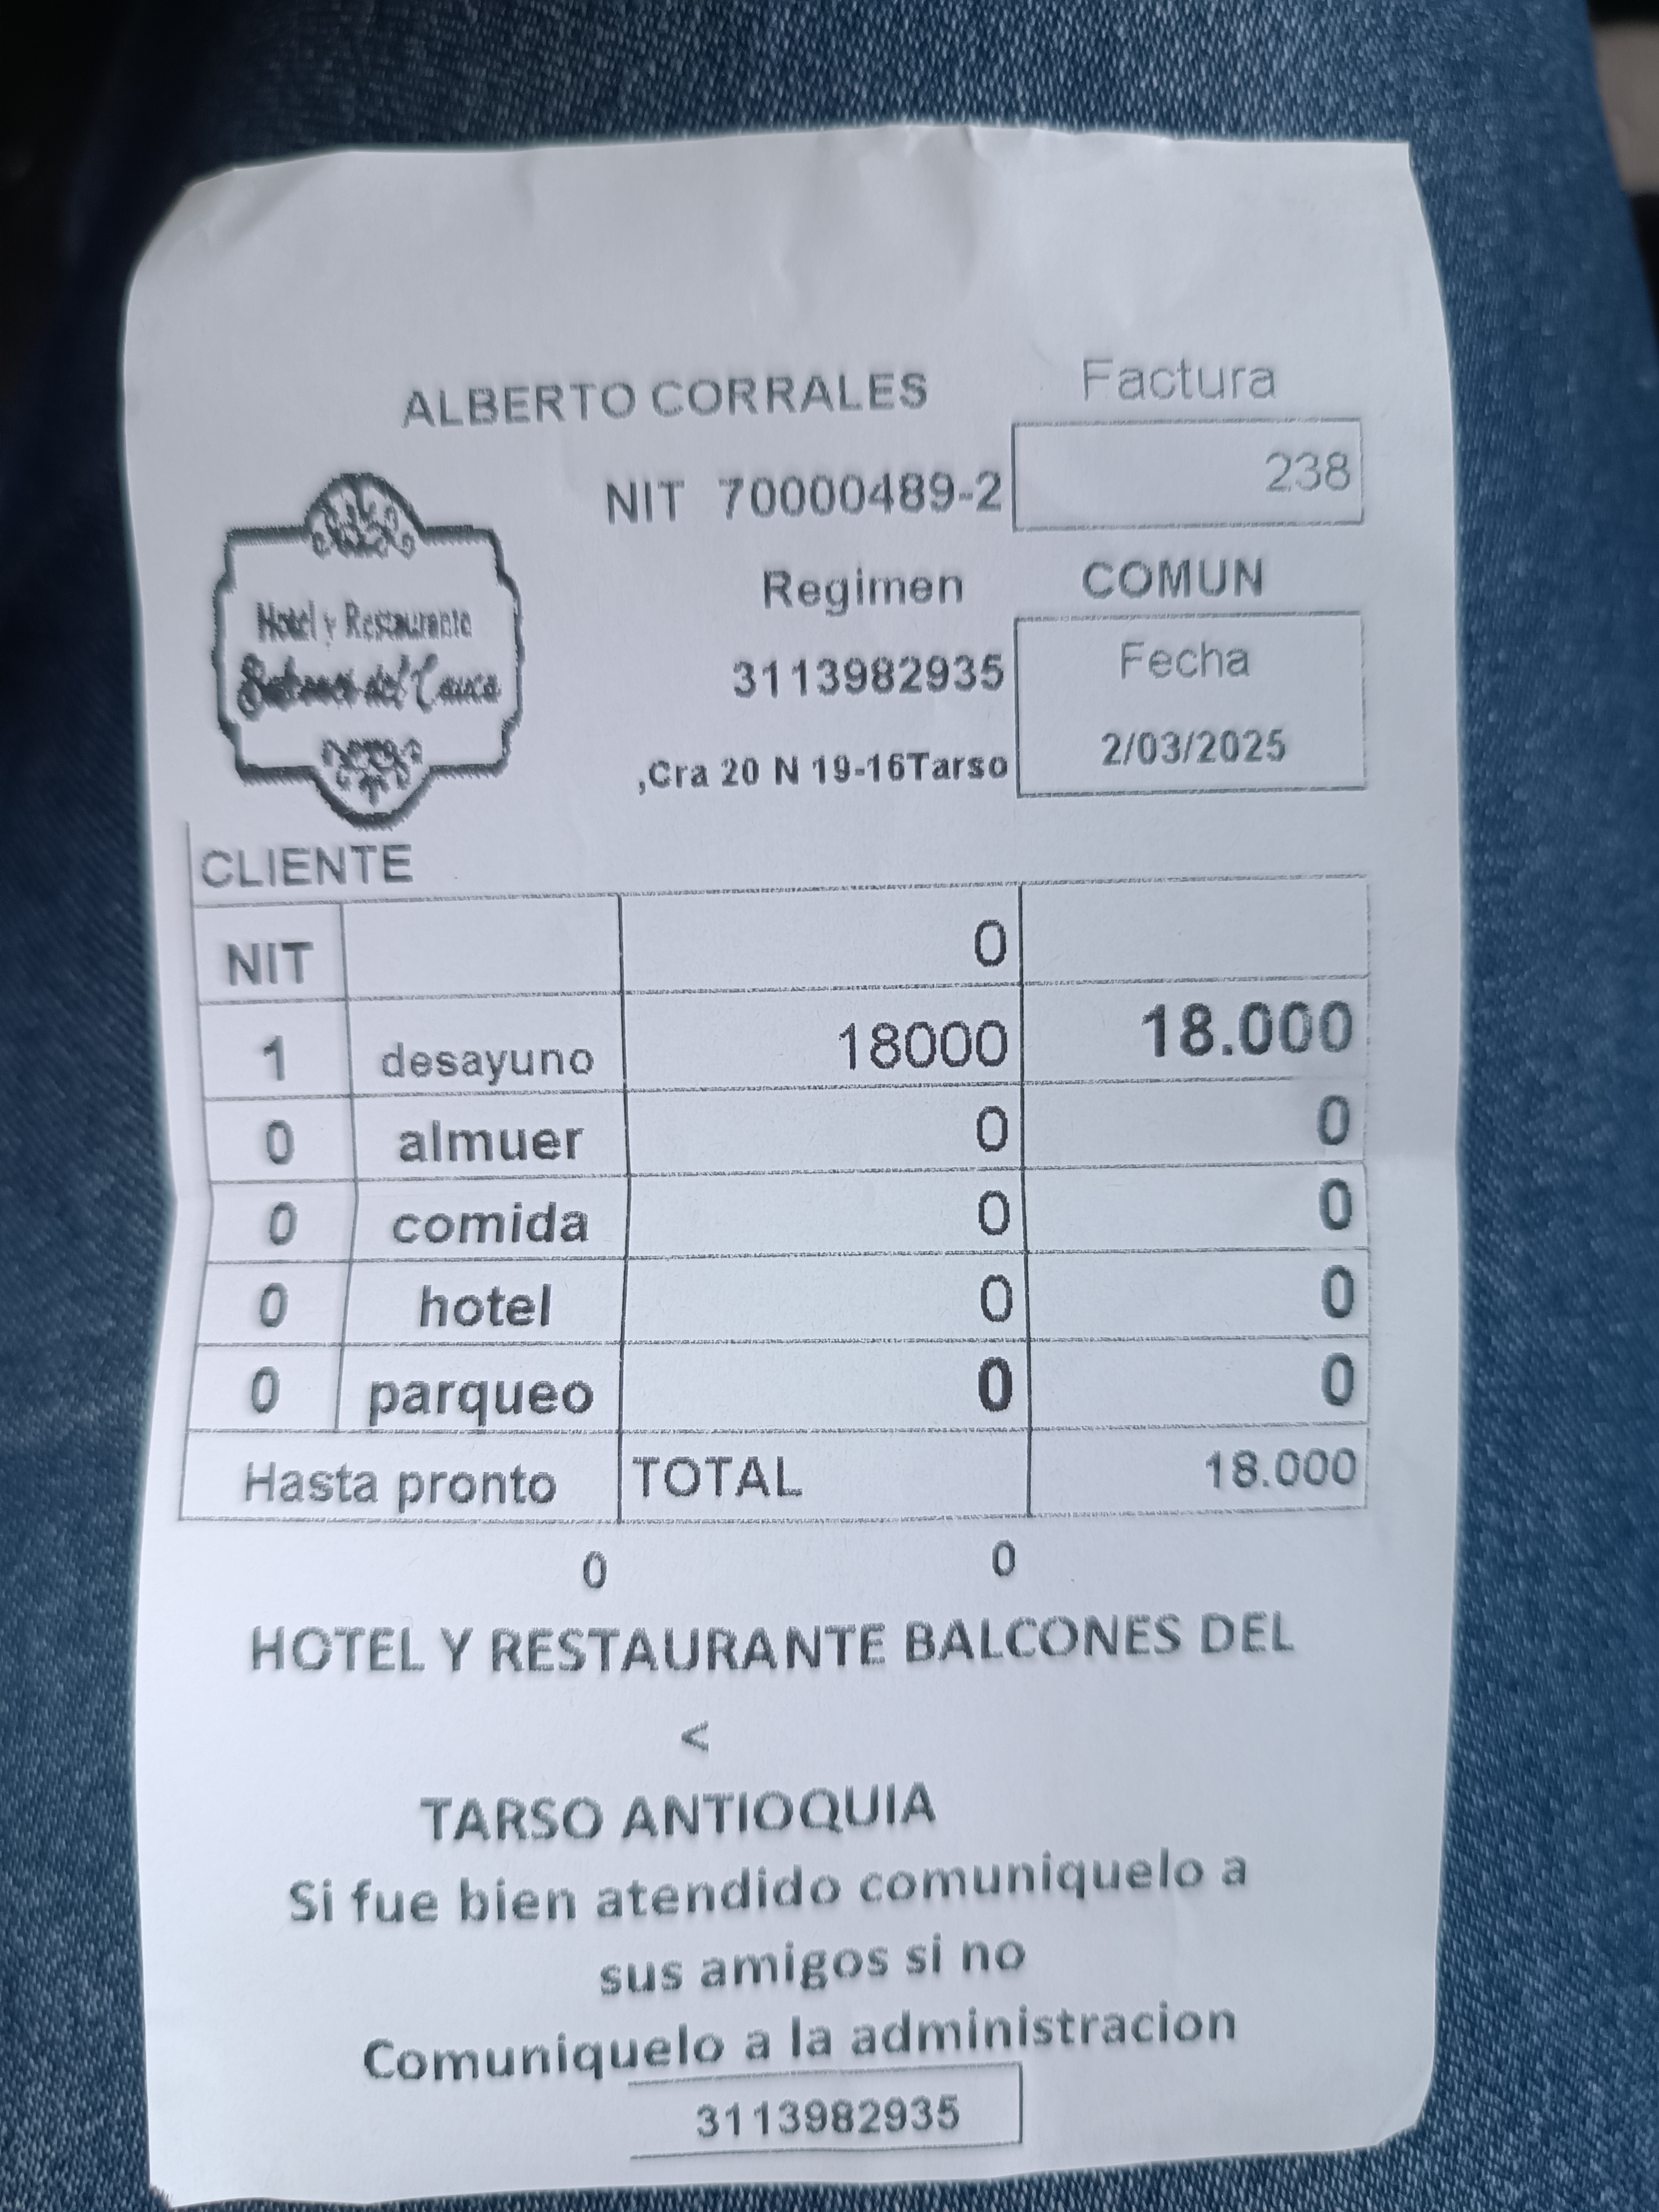 ALBERTO CORRALES Factura
NIT 70000489-2 238
Regimen COMUN
Hotel y Restaurante
Balcones del Cauca
3113982935 Fecha
,Cra 20 N 19-16Tarso 2/03/2025
CLIENTE
NIT 0
1 desayuno 18000 18.000
0 almuer 0 0
0 comida 0 0
0 hotel 0 0
0 parqueo 0 0
Hasta pronto TOTAL 18.000
0 0
HOTEL Y RESTAURANTE BALCONES DEL
<
TARSO ANTIOQUIA
Si fue bien atendido comuniquelo a
sus amigos si no
Comuniquelo a la administracion
3113982935